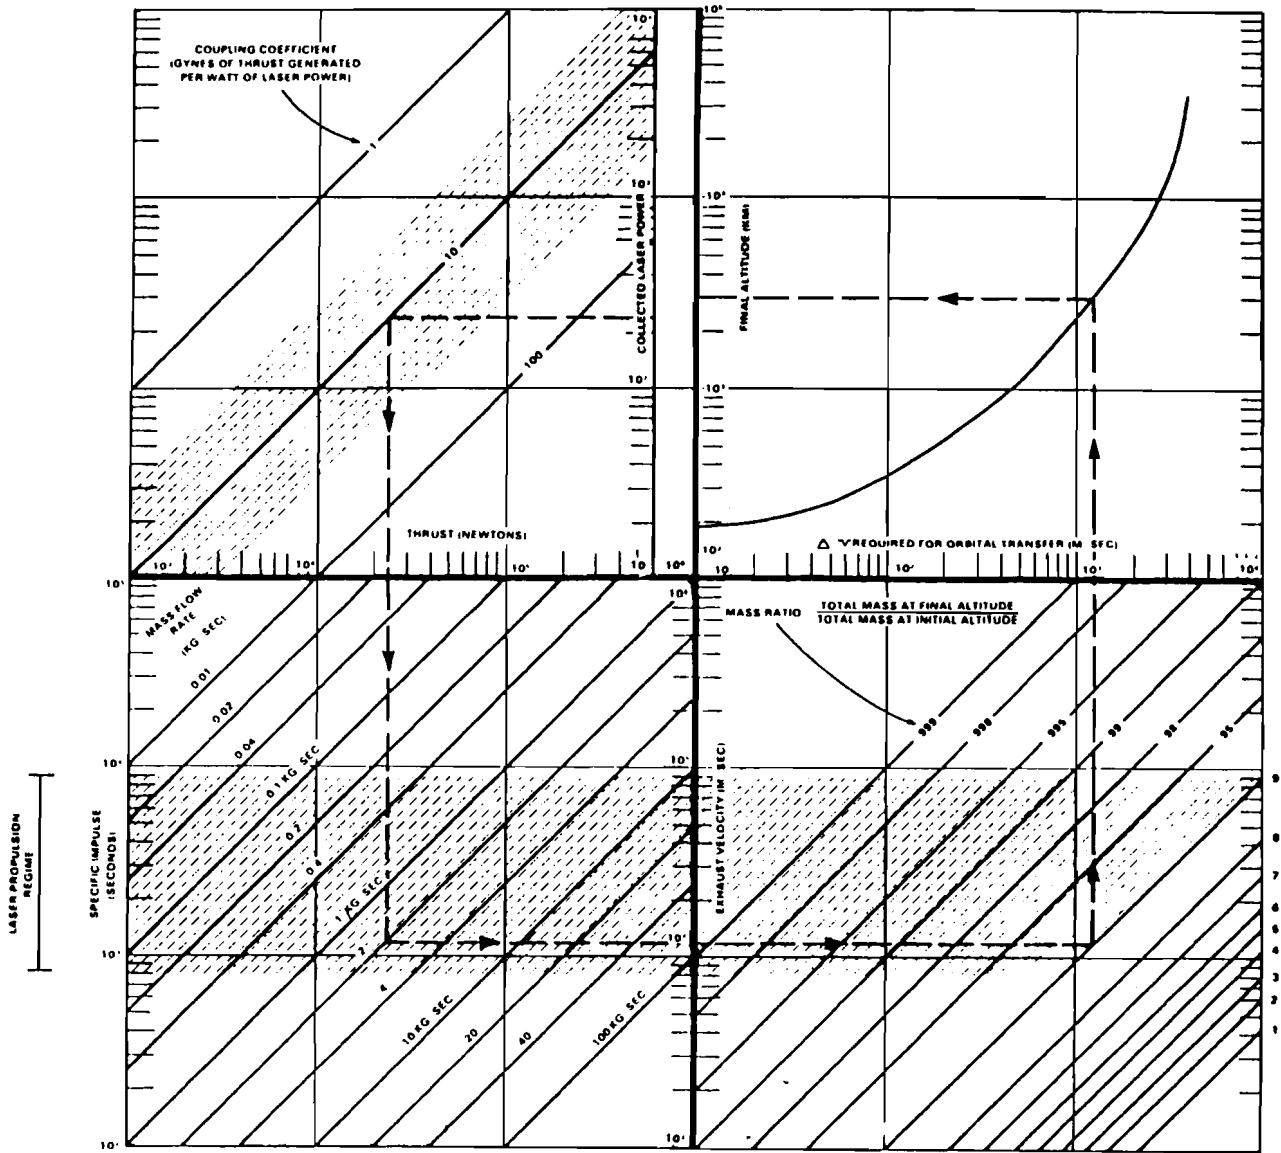 COUPLING COEFFICIENT
(GYNES OF THRUST GENERATED
PER WATT OF LASER POWER)
1
10
100
COLLECTED LASER POWER
THRUST (NEWTONS)
FINAL ALTITUDE (KM)
△ V REQUIRED FOR ORBITAL TRANSFER (M SEC)
MASS FLOW
RATE
(KG SEC)
0 01
0 02
0 04
0.1 KG SEC
0 2
0 4
1 KG SEC
2
4
10 KG SEC
20
40
100 KG SEC
LASER PROPULSION
REGIME
SPECIFIC IMPULSE
(SECONDS)
MASS RATIO
TOTAL MASS AT FINAL ALTITUDE
TOTAL MASS AT INITIAL ALTITUDE
EXHAUST VELOCITY (M SEC)
999
998
995
99
98
95
9
8
7
6
5
4
3
2
1